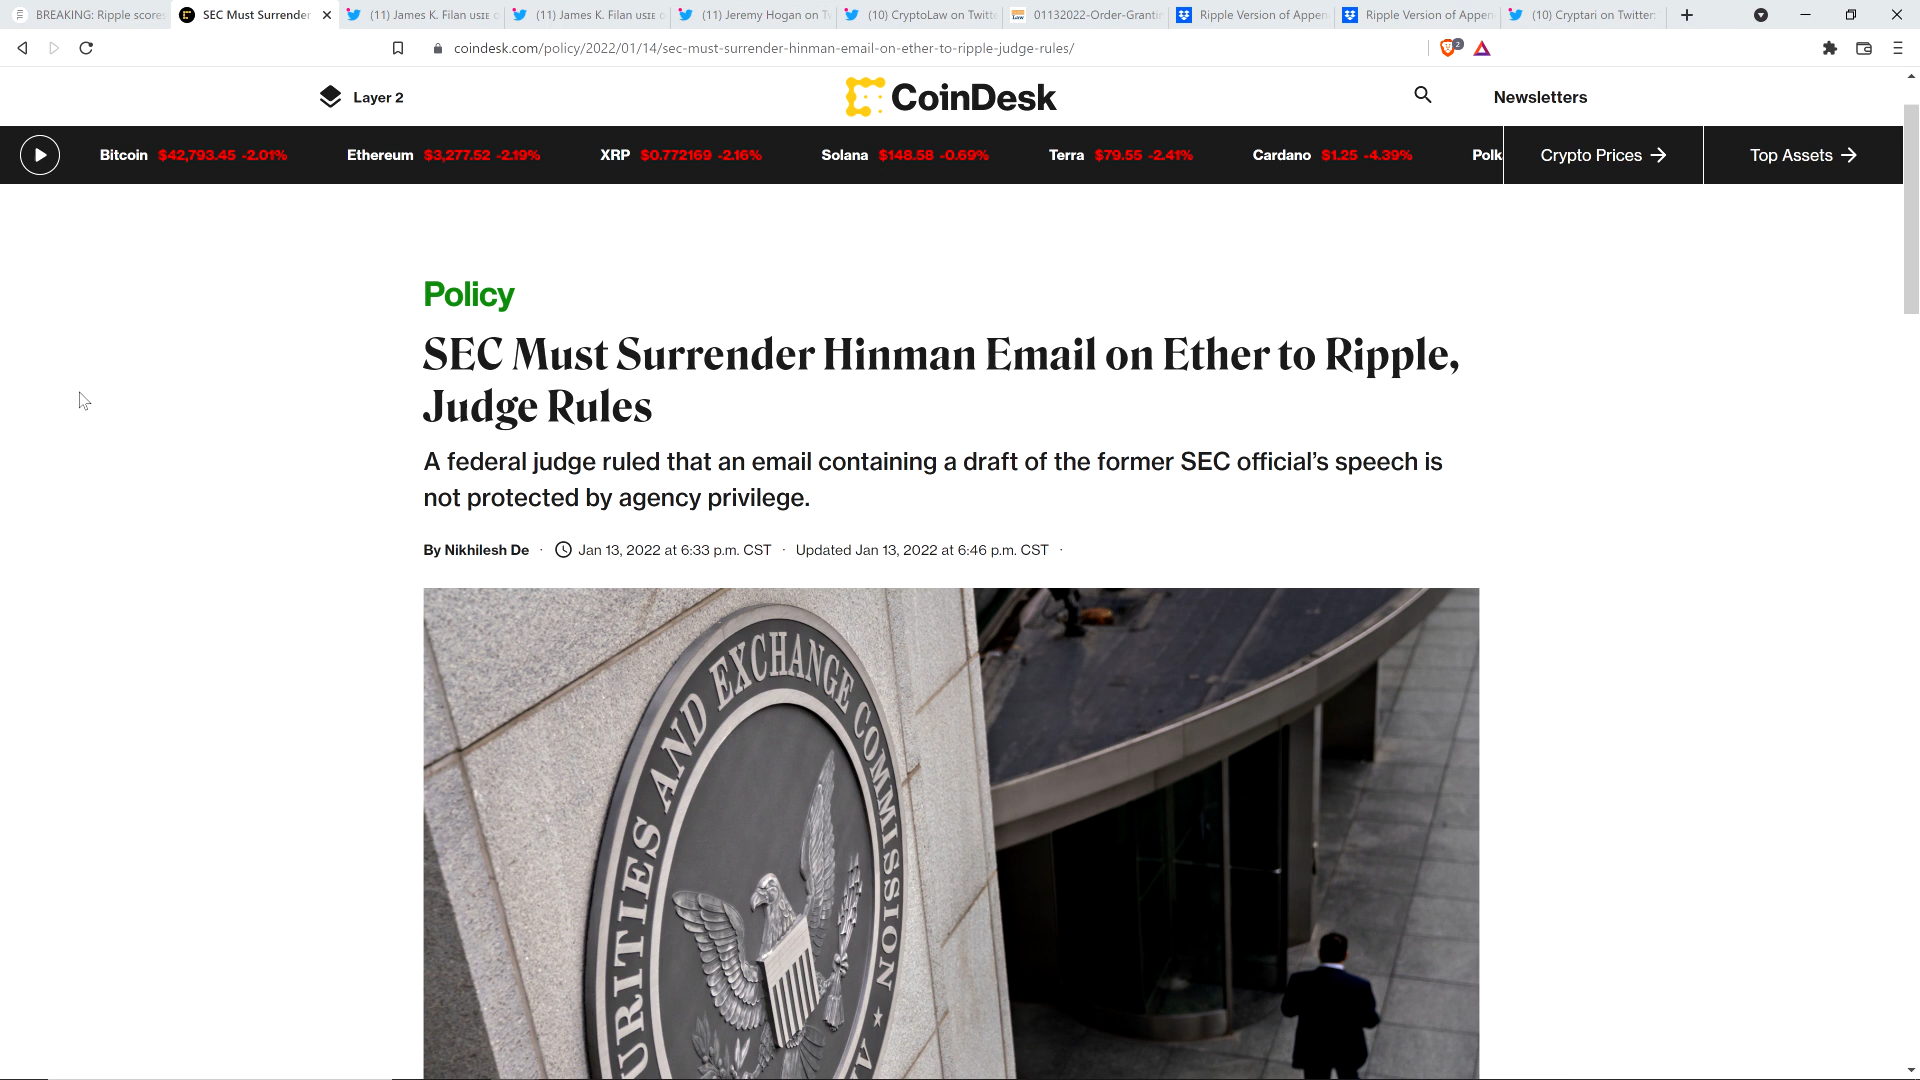 BREAKING: Ripple scores
SEC Must Surrender
(11) James K. Filan
(11) James K. Filan
(11) Jeremy Hogan on T
(10) CryptoLaw on Twitt
01132022-Order-Granti
Ripple Version of Appen
Ripple Version of Appen
(10) Cryptari on Twitter:
coindesk.com/policy/2022/01/14/sec-must-surrender-hinman-email-on-ether-to-ripple-judge-rules/
2
Layer 2
CoinDesk
Newsletters
Bitcoin $42,793.45 -2.01% Ethereum $3,277.52 -2.19% XRP $0.772169 -2.16% Solana $148.58 -0.69% Terra $79.55 -2.41% Cardano $1.25 -4.39% Polk
Crypto Prices →
Top Assets →
Policy
SEC Must Surrender Hinman Email on Ether to Ripple,
Judge Rules
A federal judge ruled that an email containing a draft of the former SEC official’s speech is
not protected by agency privilege.
By Nikhilesh De · Jan 13, 2022 at 6:33 p.m. CST · Updated Jan 13, 2022 at 6:46 p.m. CST ·
URITIES AND EXCHANGE COMMISSION ★ A